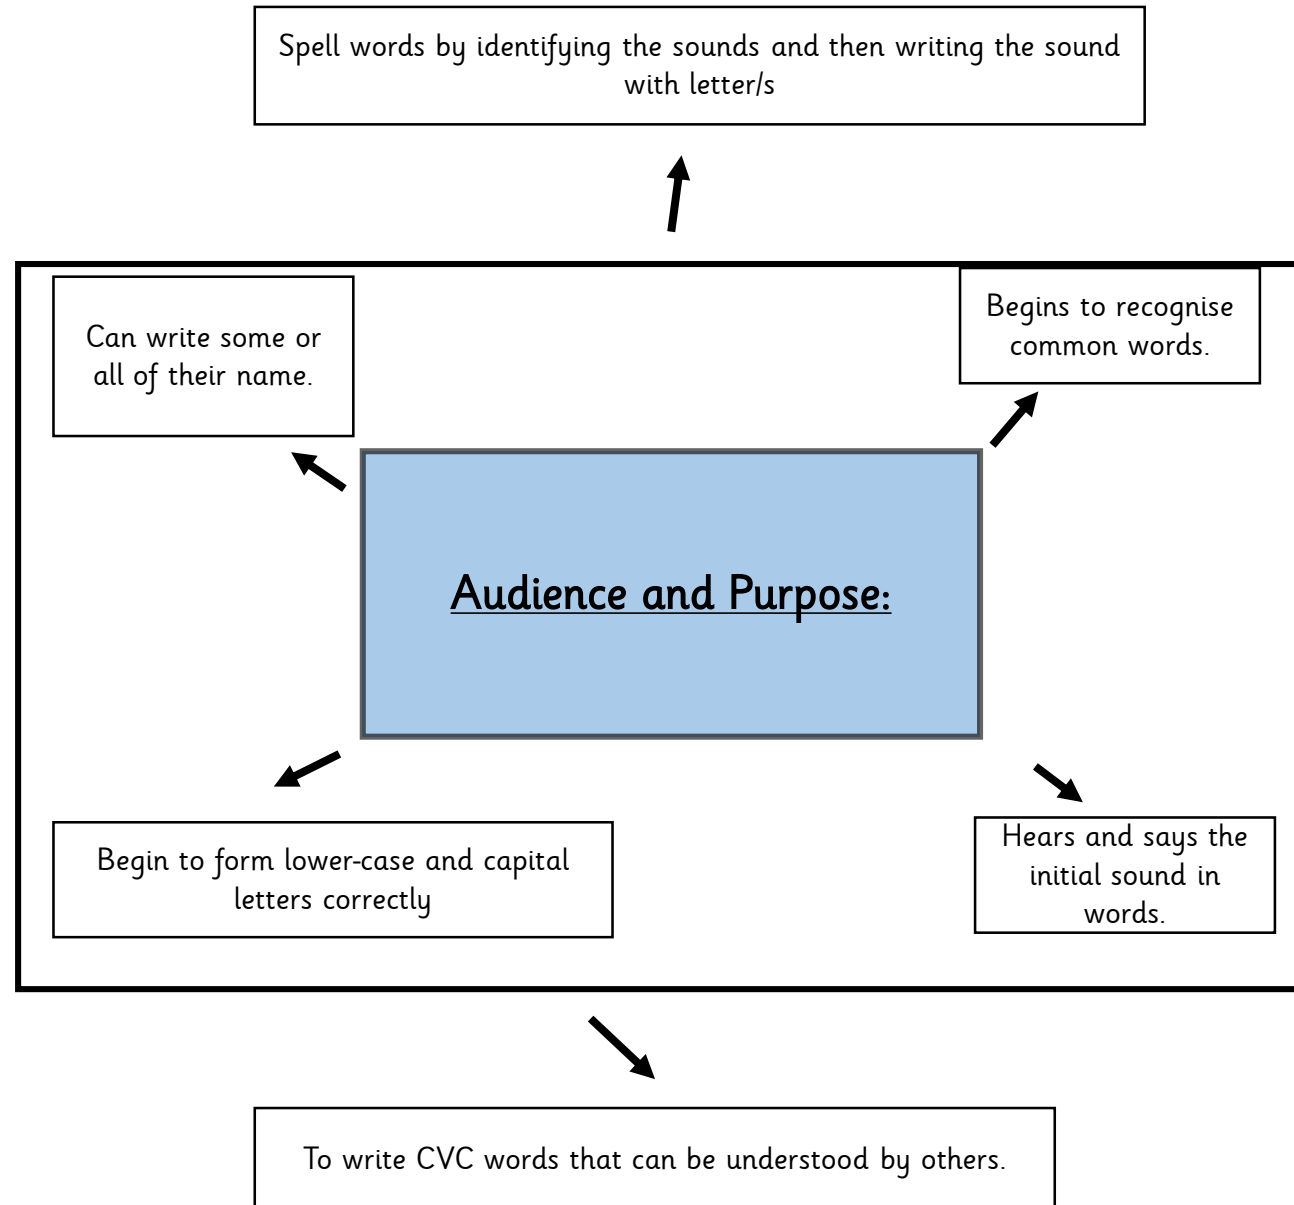 Spell words by identifying the sounds and then writing the sound
with letter/s
Can write some or
all of their name.
Begins to recognise
common words.
Audience and Purpose:
Begin to form lower-case and capital
letters correctly
Hears and says the
initial sound in
words.
To write CVC words that can be understood by others.